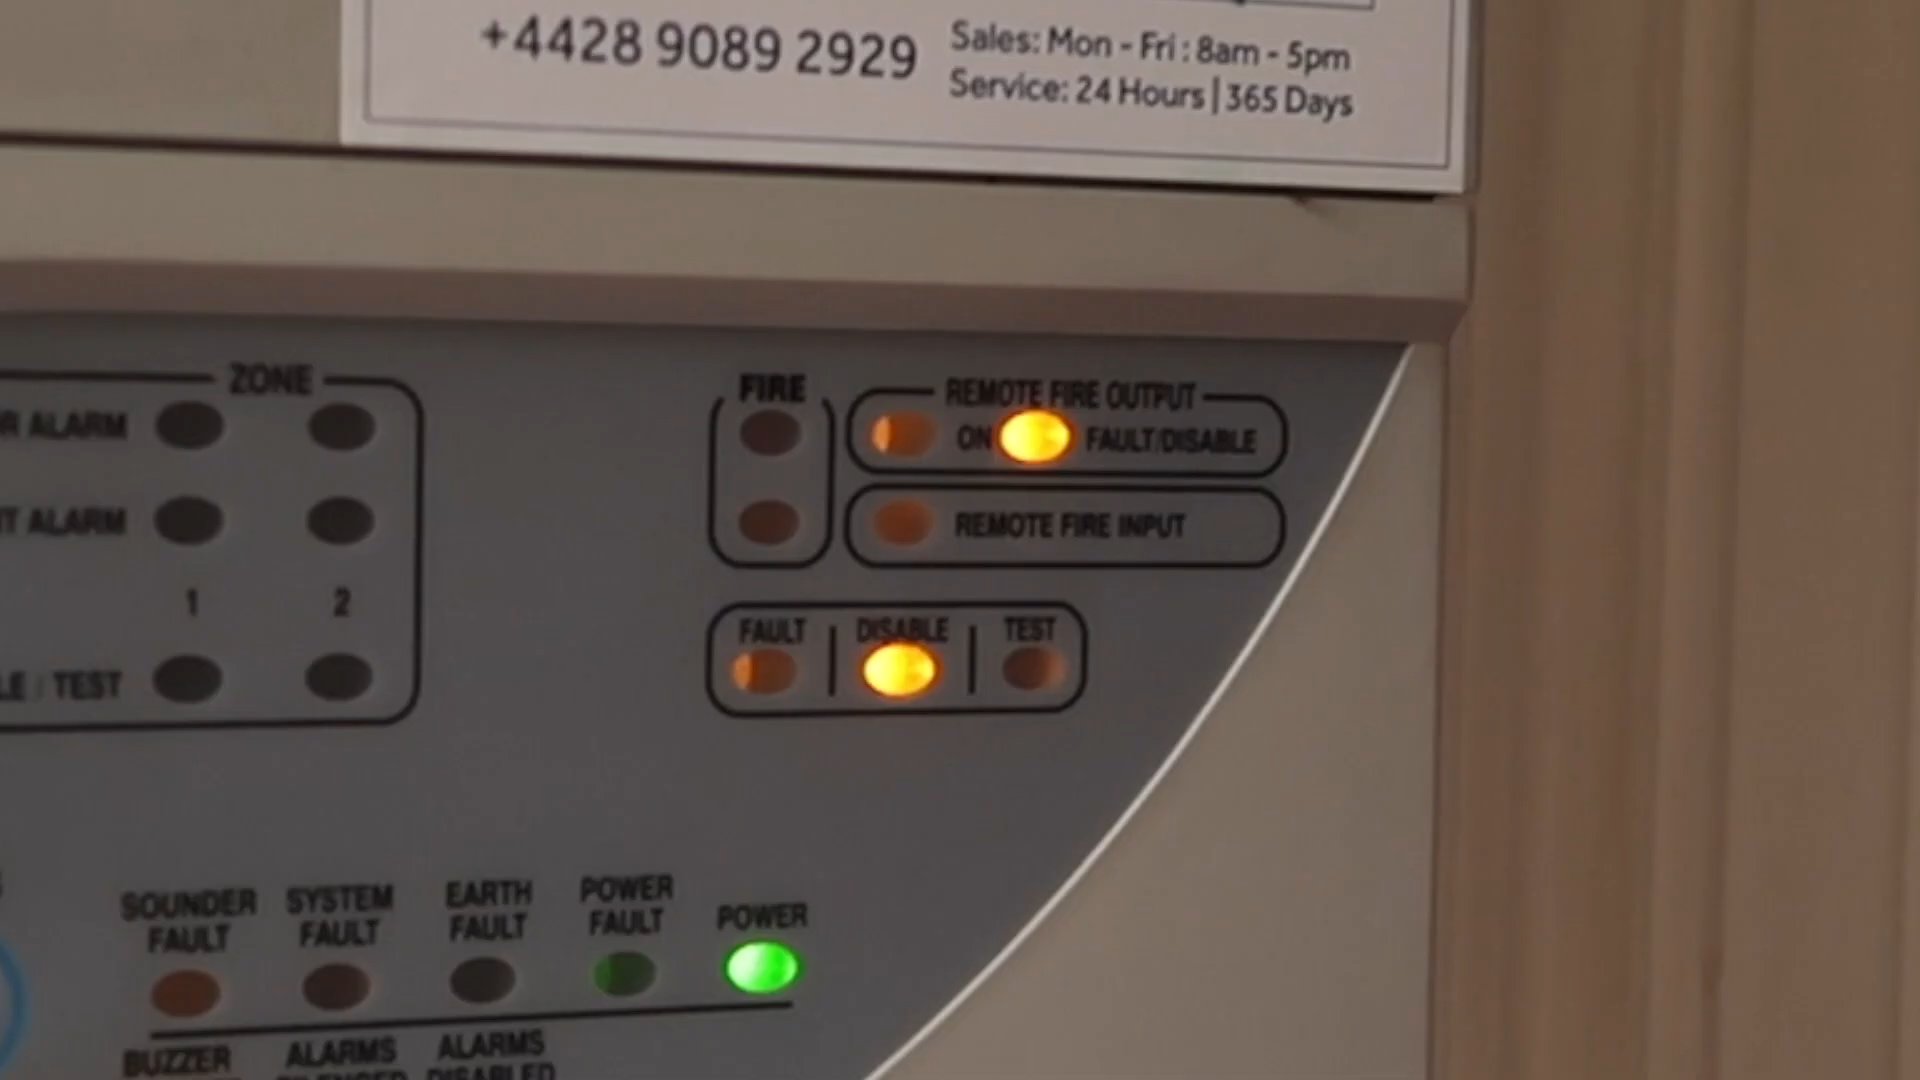 +4428 9089 2929
Sales: Mon - Fri : 8am - 5pm
Service: 24 Hours | 365 Days
ZONE
ALARM
ALARM
1 2
/ TEST
FIRE
REMOTE FIRE OUTPUT
ON FAULT/DISABLE
REMOTE FIRE INPUT
FAULT | DISABLE | TEST
SOUNDER FAULT
SYSTEM FAULT
EARTH FAULT
POWER FAULT
POWER
BUZZER
ALARMS SILENCED
ALARMS DISABLED